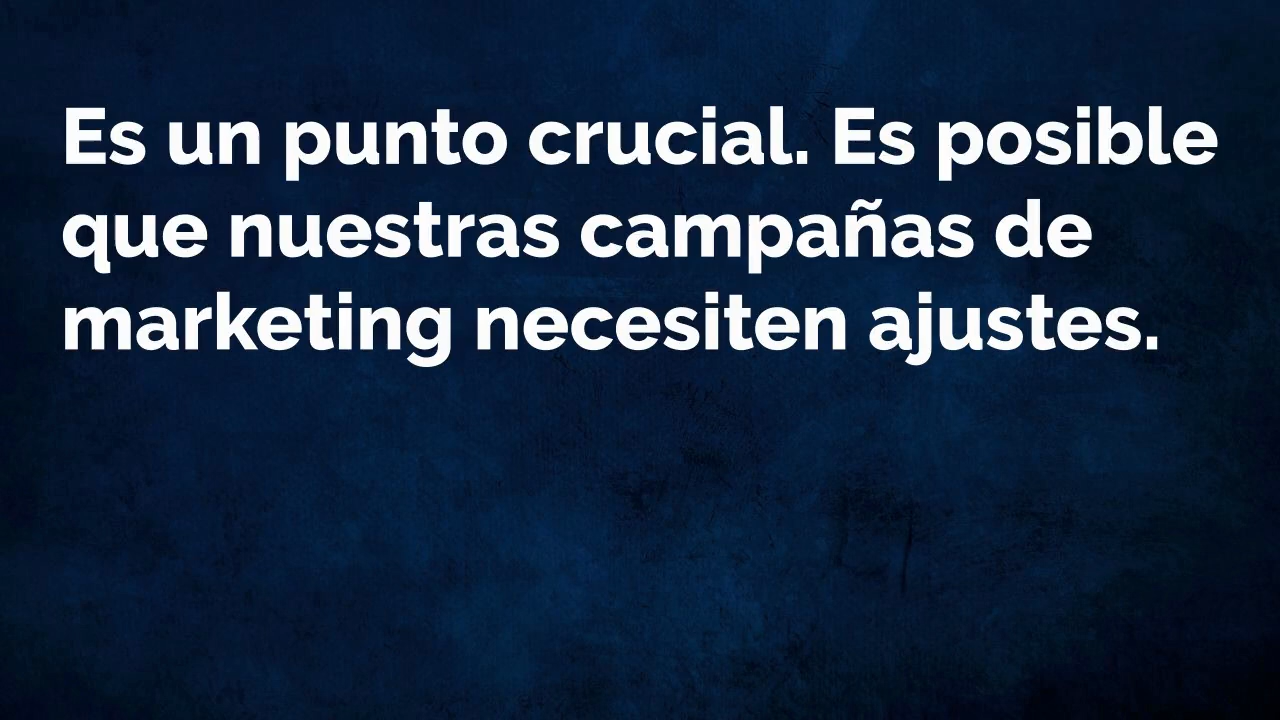 Es un punto crucial. Es posible
que nuestras campañas de
marketing necesiten ajustes.